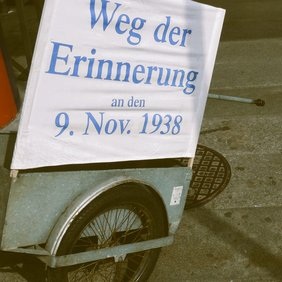 Weg der
Erinnerung
an den
9. Nov. 1938